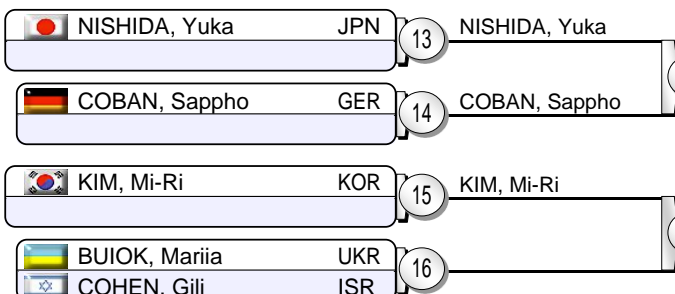 NISHIDA, Yuka JPN 13 NISHIDA, Yuka
COBAN, Sappho GER 14 COBAN, Sappho
KIM, Mi-Ri KOR 15 KIM, Mi-Ri
BUIOK, Mariia UKR 16
COHEN, Gili ISR